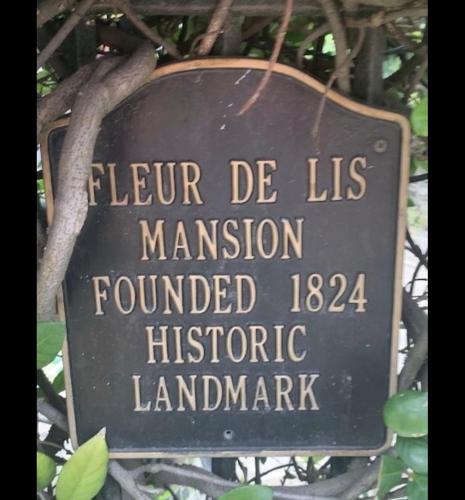 FLEUR DE LIS
MANSION
FOUNDED 1824
HISTORIC
LANDMARK